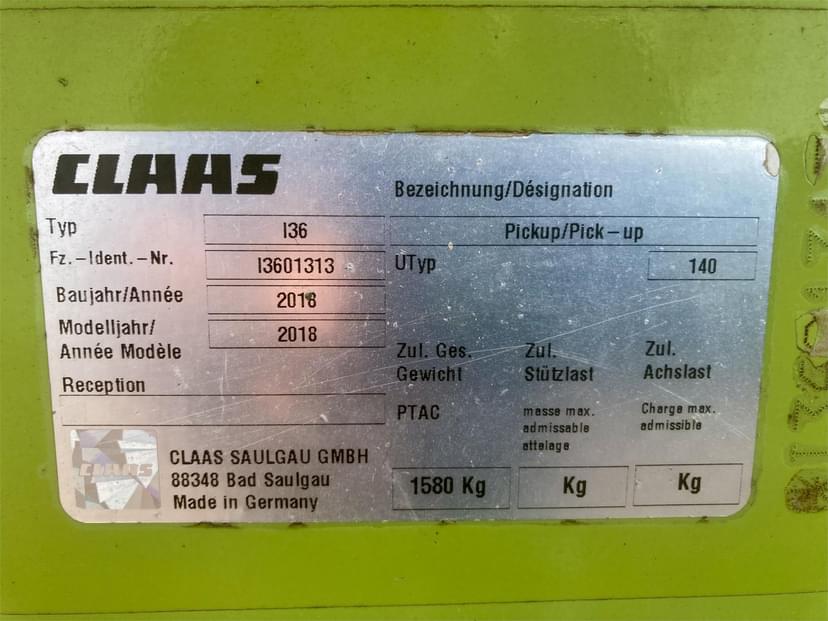 CLAAS
Bezeichnung/Désignation
Typ I36 Pickup/Pick-up
Fz.-Ident.-Nr. I3601313 UTyp 140
Baujahr/Année 2018
Modelljahr/
Année Modèle 2018
Zul. Ges.
Gewicht
Zul.
Stützlast
Zul.
Achslast
Reception
PTAC
masse max.
admissable
attelage
Charge max.
admissible
CLAAS
CLAAS SAULGAU GMBH
88348 Bad Saulgau
Made in Germany
1580 Kg Kg Kg